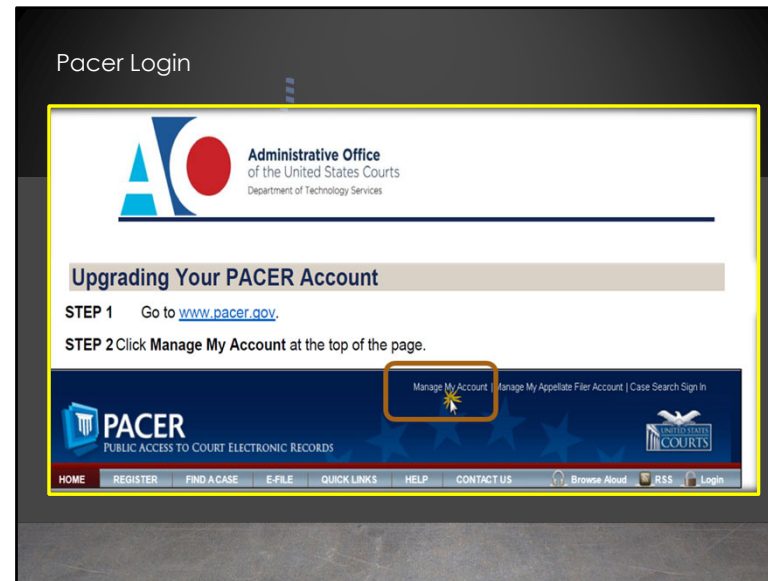 Pacer Login
Administrative Office
of the United States Courts
Department of Technology Services
Upgrading Your PACER Account
STEP 1 Go to www.pacer.gov.
STEP 2 Click Manage My Account at the top of the page.
Manage My Account | Manage My Appellate Filer Account | Case Search Sign In
PACER
PUBLIC ACCESS TO COURT ELECTRONIC RECORDS
UNITED STATES
COURTS
HOME REGISTER FIND A CASE E-FILE QUICK LINKS HELP CONTACT US Browse Aloud RSS Login